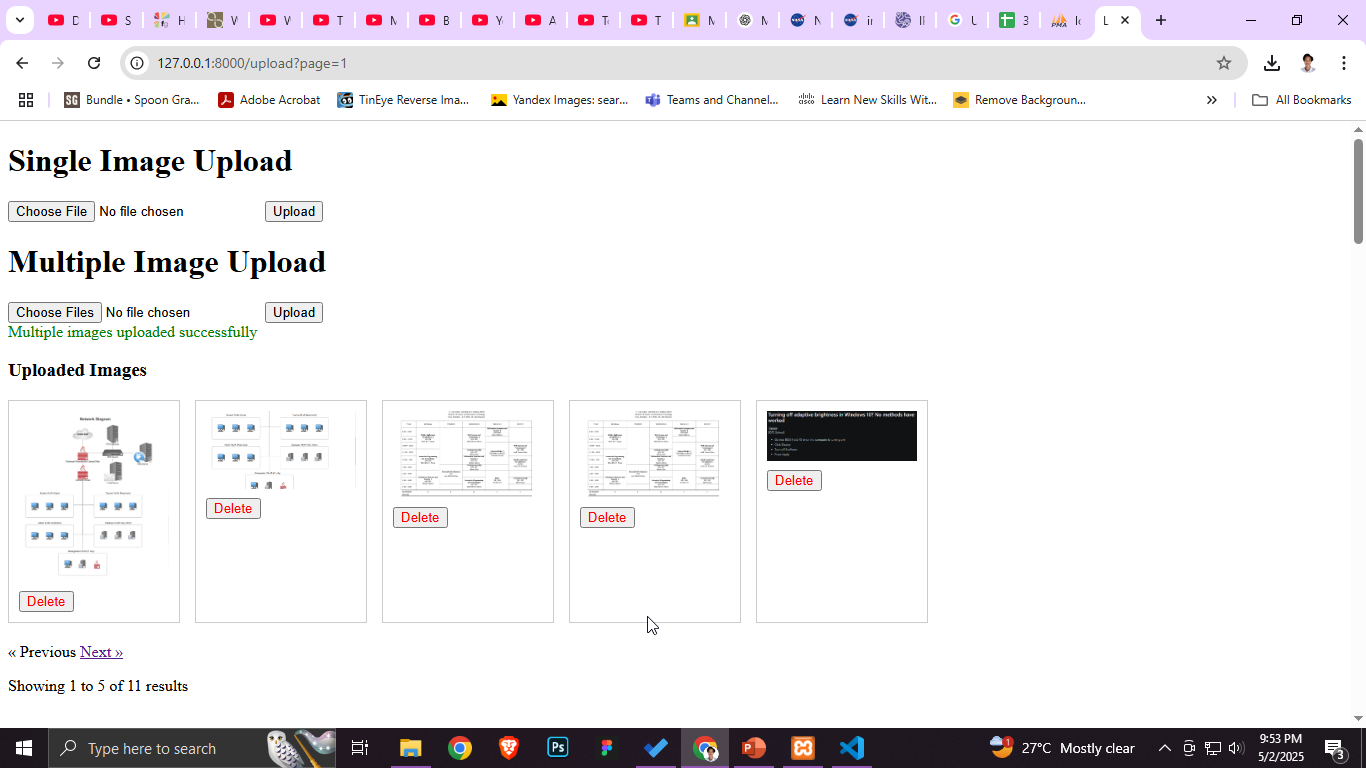 D
S
H
W
W
T
M
B
Y
A
T
T
M
M
N
in
II
U
3
lo
L
127.0.0.1:8000/upload?page=1
Bundle • Spoon Gra...
Adobe Acrobat
TinEye Reverse Ima...
Yandex Images: sear...
Teams and Channel...
Learn New Skills Wit...
Remove Backgroun...
All Bookmarks
Single Image Upload
Choose File No file chosen Upload
Multiple Image Upload
Choose Files No file chosen Upload
Multiple images uploaded successfully
Uploaded Images
Network Diagram
Turning off adaptive brightness in Windows 10? No methods have
worked
Delete
Delete
Delete
Delete
Delete
« Previous Next »
Showing 1 to 5 of 11 results
Type here to search
Ps
27°C Mostly clear
9:53 PM
5/2/2025
3